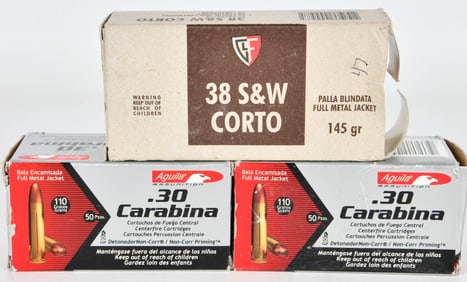 CF
38 S&W
CORTO
WARNING
KEEP OUT OF
REACH OF
CHILDREN
PALLA BLINDATA
FULL METAL JACKET
145 gr
47
Bala Encamisada
Full Metal Jacket
Aguila
AMMUNITION
110
Granos
Grains
50 Pzas.
.30
Carabina
Cartuchos de Fuego Central
Centerfire Cartridges
Cartouches Percussion Centrale
DetonadorNon-Corr® / Non-Corr Priming™
Manténgase fuera del alcance de los niños
Keep out of reach of children
Gardez loin des enfants
Bala Encamisada
Full Metal Jacket
Aguila
AMMUNITION
110
Granos
Grains
50 Pzas.
.30
Carabina
Cartuchos de Fuego Central
Centerfire Cartridges
Cartouches Percussion Centrale
DetonadorNon-Corr® / Non-Corr Priming™
Manténgase fuera del alcance de los niños
Keep out of reach of children
Gardez loin des enfants